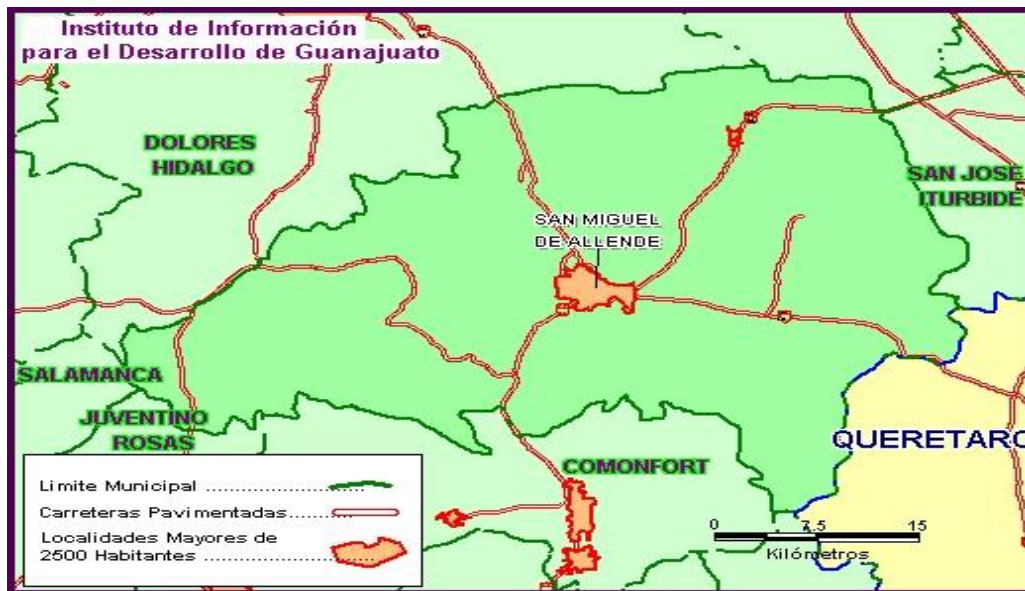 Instituto de Información
para el Desarrollo de Guanajuato
DOLORES
HIDALGO
SAN JOSE
ITURBIDE
SAN MIGUEL
DE ALLENDE
SALAMANCA
JUVENTINO
ROSAS
QUERETARO
COMONFORT
Limite Municipal
Carreteras Pavimentadas
Localidades Mayores de
2500 Habitantes
0 7.5 15
Kilómetros